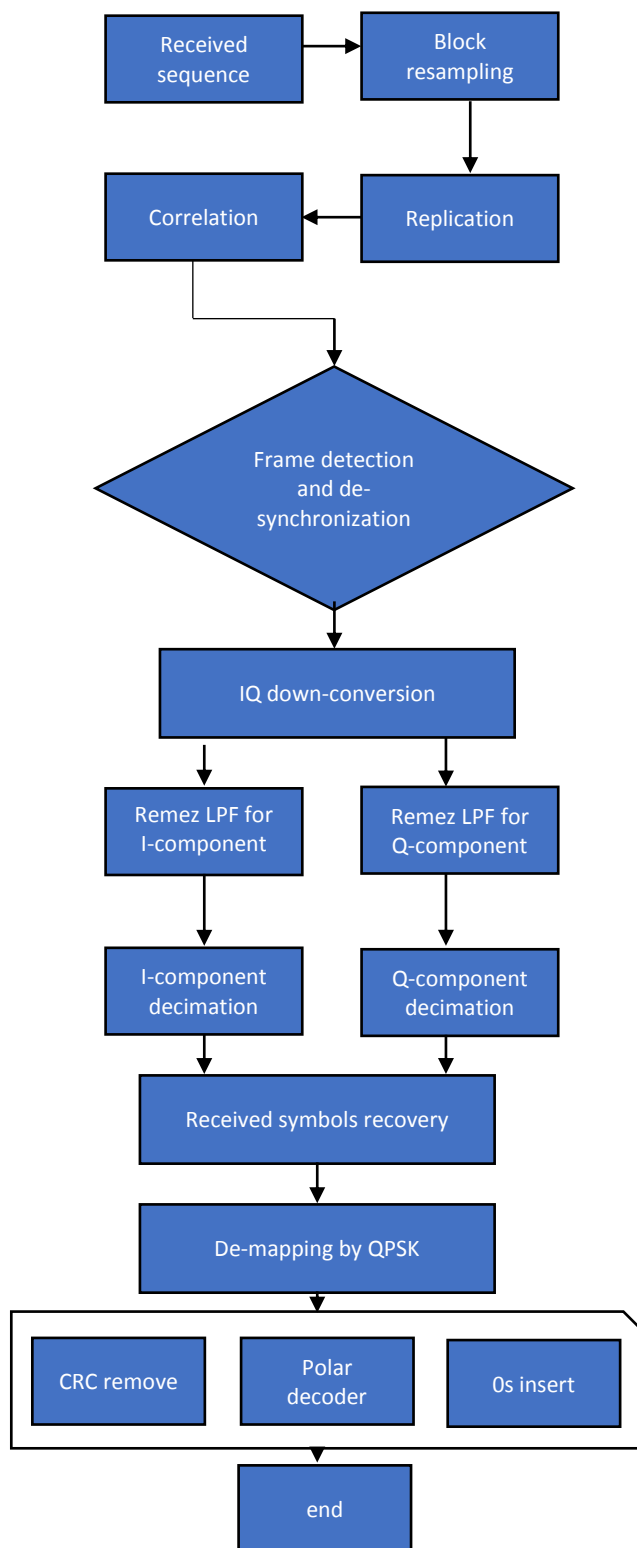 Received
sequence
Block
resampling
Correlation
Replication
Frame detection
and de-
synchronization
IQ down-conversion
Remez LPF for
I-component
Remez LPF for
Q-component
I-component
decimation
Q-component
decimation
Received symbols recovery
De-mapping by QPSK
CRC remove
Polar
decoder
0s insert
end